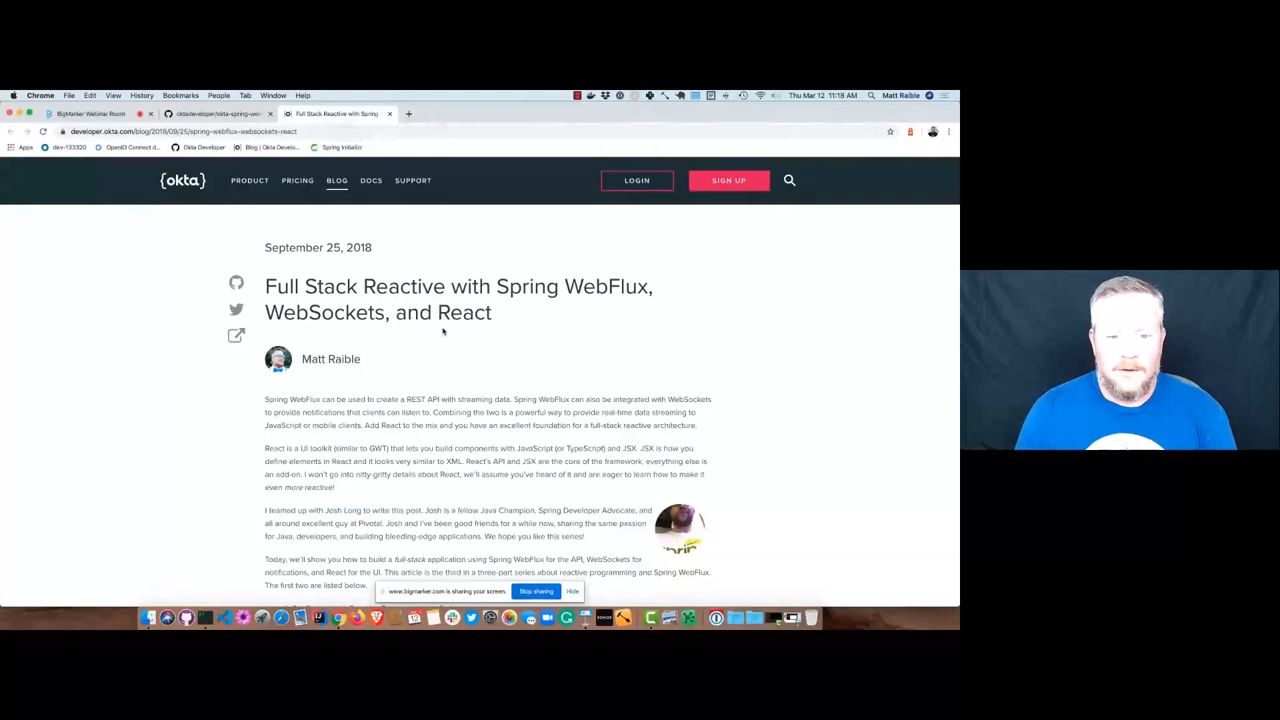 Chrome File Edit View History Bookmarks People Tab Window Help Thu Mar 12 11:18 AM Matt Raible
BigMarker Webinar Room
oktadeveloper/okta-spring-we
Full Stack Reactive with Spring
developer.okta.com/blog/2018/09/25/spring-webflux-websockets-react
Apps dev-133320 OpenID Connect d... Okta Developer Blog | Okta Develo... Spring Initializr
{okta} PRODUCT PRICING BLOG DOCS SUPPORT LOGIN SIGN UP
September 25, 2018
Full Stack Reactive with Spring WebFlux,
WebSockets, and React
Matt Raible
Spring WebFlux can be used to create a REST API with streaming data. Spring WebFlux can also be integrated with WebSockets
to provide notifications that clients can listen to. Combining the two is a powerful way to provide real-time data streaming to
JavaScript or mobile clients. Add React to the mix and you have an excellent foundation for a full-stack reactive architecture.
React is a UI toolkit (similar to GWT) that lets you build components with JavaScript (or TypeScript) and JSX. JSX is how you
define elements in React and it looks very similar to XML. React's API and JSX are the core of the framework; everything else is
an add-on. I won't go into nitty-gritty details about React, we'll assume you've heard of it and are eager to learn how to make it
even more reactive!
I teamed up with Josh Long to write this post. Josh is a fellow Java Champion, Spring Developer Advocate, and
all around excellent guy at Pivotal. Josh and I've been good friends for a while now, sharing the same passion
for Java, developers, and building bleeding-edge applications. We hope you like this series!
Today, we'll show you how to build a full-stack application using Spring WebFlux for the API, WebSockets for
notifications, and React for the UI. This article is the third in a three-part series about reactive programming and Spring WebFlux.
The first two are listed below.
www.bigmarker.com is sharing your screen. Stop sharing Hide